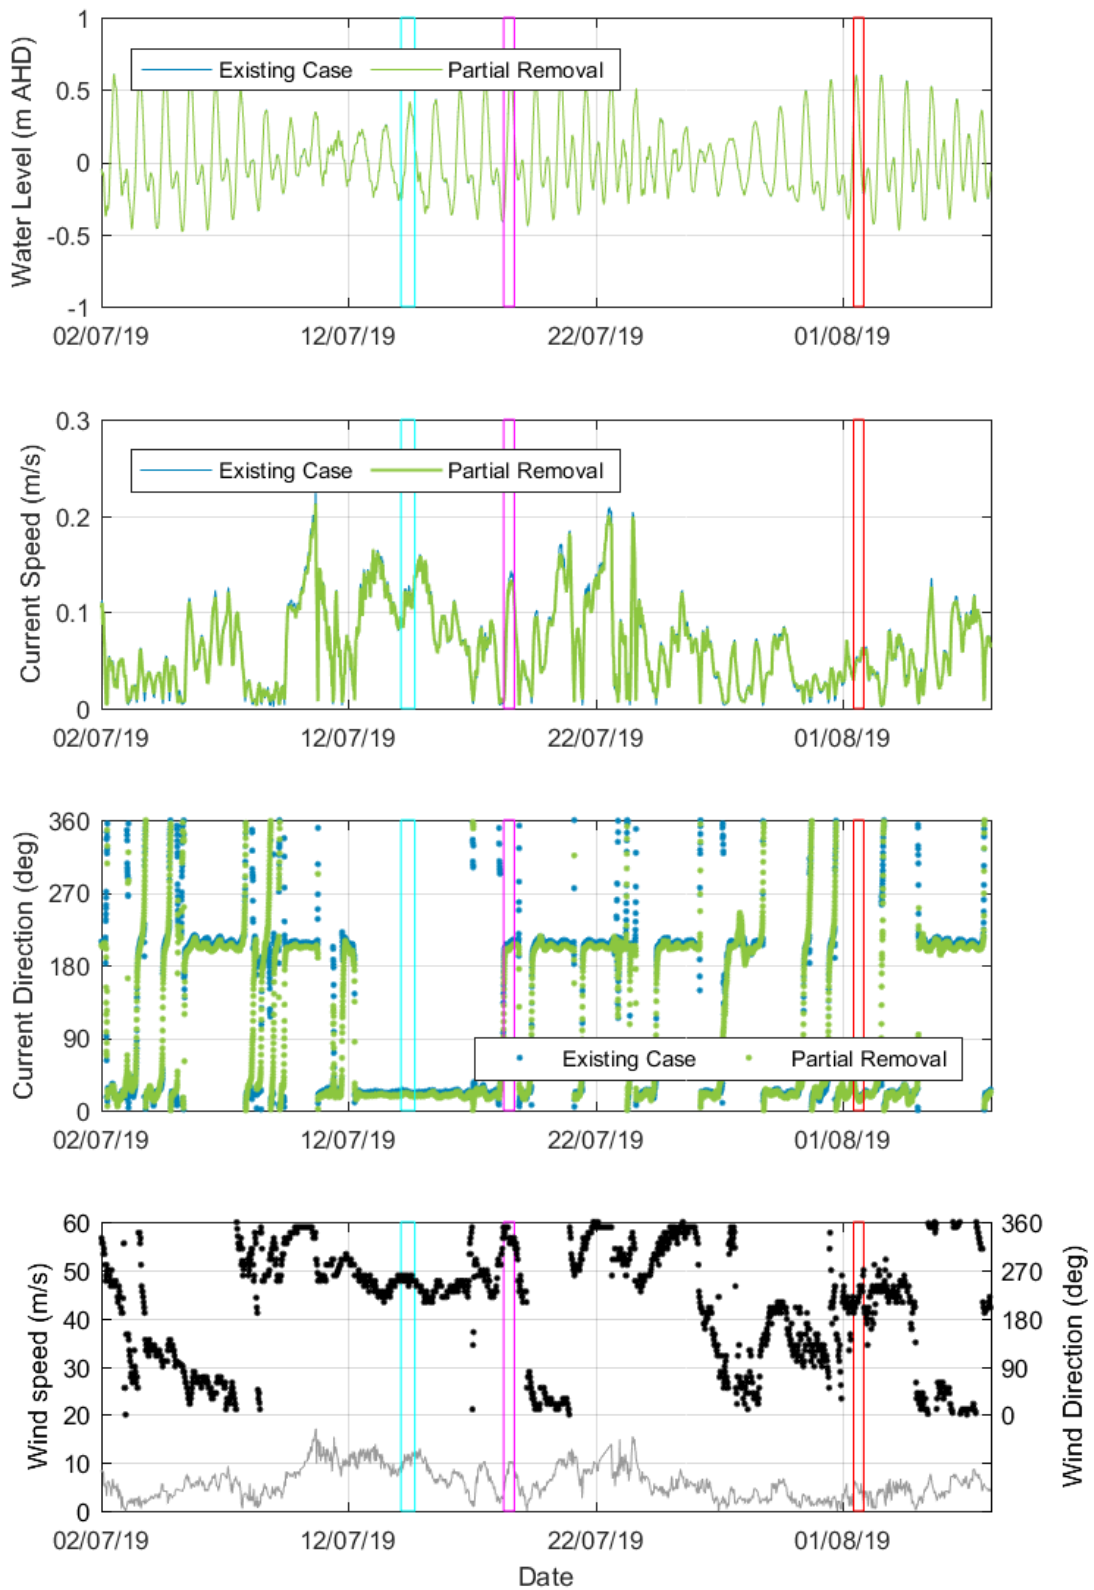 1
0.5
0
-0.5
-1
Water Level (m AHD)
Existing Case Partial Removal
02/07/19 12/07/19 22/07/19 01/08/19
0.3
0.2
0.1
0
Current Speed (m/s)
Existing Case Partial Removal
02/07/19 12/07/19 22/07/19 01/08/19
360
270
180
90
0
Current Direction (deg)
Existing Case Partial Removal
02/07/19 12/07/19 22/07/19 01/08/19
60 360
50 270
40 180
30 90
20 0
10
0
Wind speed (m/s)
Wind Direction (deg)
02/07/19 12/07/19 22/07/19 01/08/19
Date